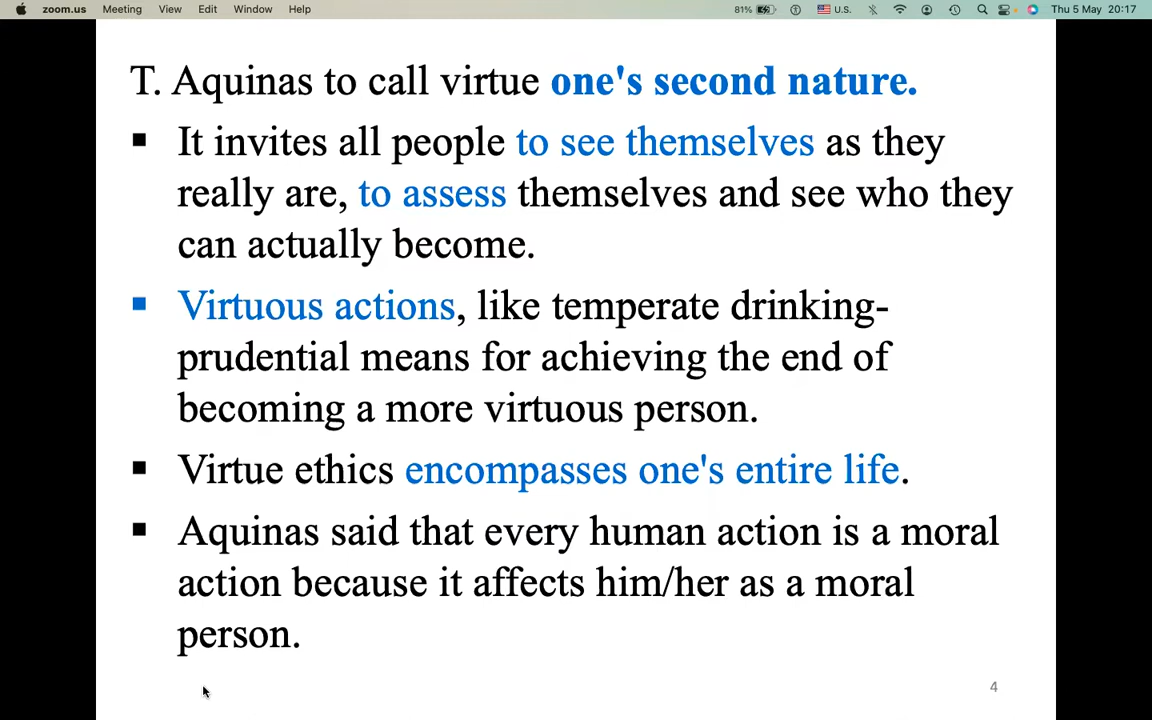 zoom.us Meeting View Edit Window Help 81% U.S. Thu 5 May 20:17
T. Aquinas to call virtue one's second nature.
▪ It invites all people to see themselves as they
really are, to assess themselves and see who they
can actually become.
▪ Virtuous actions, like temperate drinking-
prudential means for achieving the end of
becoming a more virtuous person.
▪ Virtue ethics encompasses one's entire life.
▪ Aquinas said that every human action is a moral
action because it affects him/her as a moral
person.
4